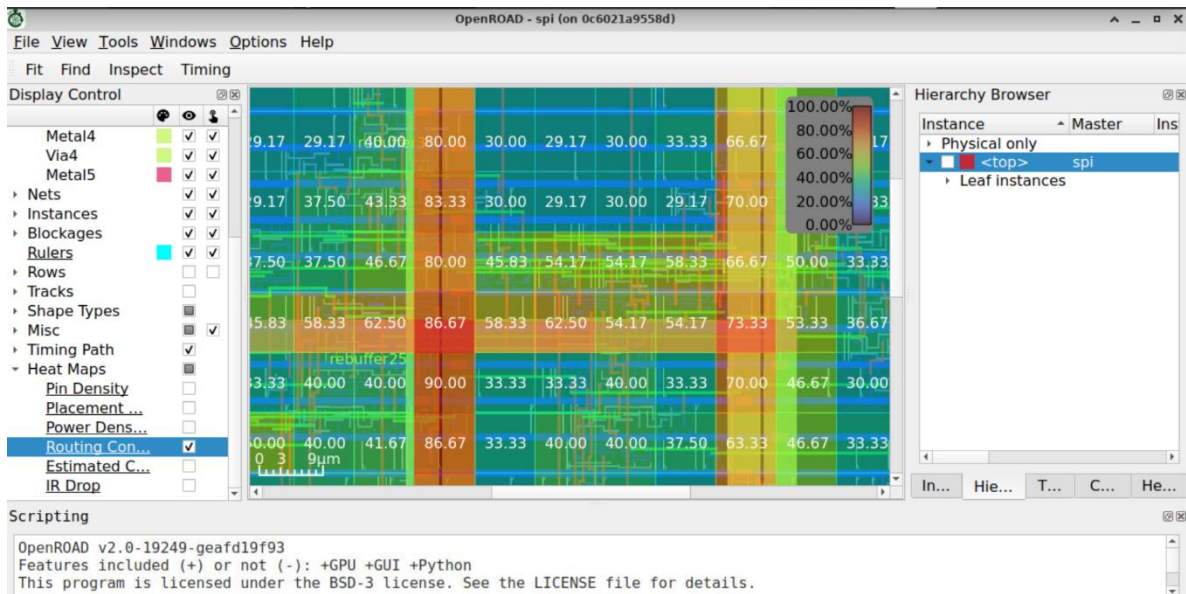 OpenROAD - spi (on 0c6021a9558d)
File View Tools Windows Options Help
Fit Find Inspect Timing
Display Control
Metal4
Via4
Metal5
Nets
Instances
Blockages
Rulers
Rows
Tracks
Shape Types
Misc
Timing Path
Heat Maps
Pin Density
Placement ...
Power Dens...
Routing Con...
Estimated C...
IR Drop
9.17 29.17 40.00 80.00 30.00 29.17 30.00 33.33 66.67 17
9.17 37.50 43.33 83.33 30.00 29.17 30.00 29.17 70.00 33
7.50 37.50 46.67 80.00 45.83 54.17 54.17 58.33 66.67 50.00 33.33
45.83 58.33 62.50 86.67 58.33 62.50 54.17 54.17 73.33 53.33 36.67
rebuffer25
33.33 40.00 40.00 90.00 33.33 33.33 40.00 33.33 70.00 46.67 30.00
50.00 40.00 41.67 86.67 33.33 40.00 40.00 37.50 63.33 46.67 33.33
0 3 9μm
100.00%
80.00%
60.00%
40.00%
20.00%
0.00%
Hierarchy Browser
Instance Master Ins
Physical only
<top> spi
Leaf instances
In... Hie... T... C... He...
Scripting
OpenROAD v2.0-19249-geafd19f93
Features included (+) or not (-): +GPU +GUI +Python
This program is licensed under the BSD-3 license. See the LICENSE file for details.